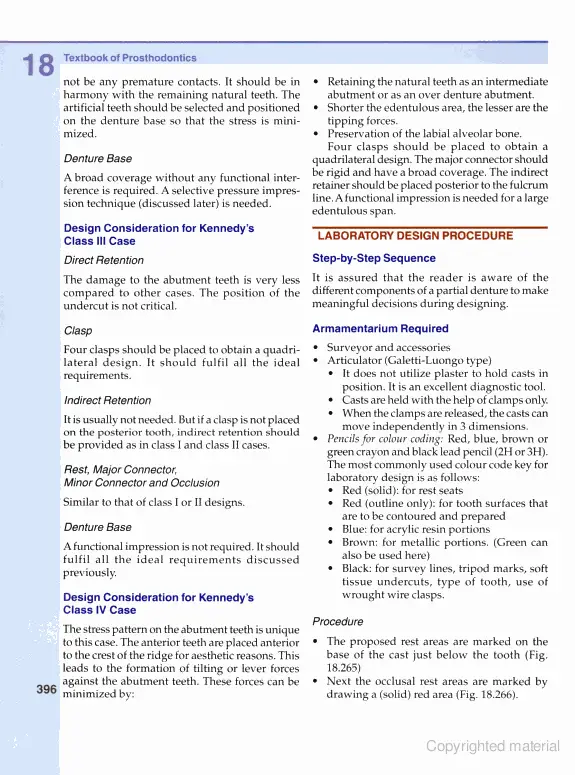 18
Textbook of Prosthodontics
not be any premature contacts. It should be in
harmony with the remaining natural teeth. The
artificial teeth should be selected and positioned
on the denture base so that the stress is mini-
mized.
Denture Base
A broad coverage without any functional inter-
ference is required. A selective pressure impres-
sion technique (discussed later) is needed.
Design Consideration for Kennedy's
Class III Case
Direct Retention
The damage to the abutment teeth is very less
compared to other cases. The position of the
undercut is not critical.
Clasp
Four clasps should be placed to obtain a quadri-
lateral design. It should fulfil all the ideal
requirements.
Indirect Retention
It is usually not needed. But if a clasp is not placed
on the posterior tooth, indirect retention should
be provided as in class I and class II cases.
Rest, Major Connector,
Minor Connector and Occlusion
Similar to that of class I or II designs.
Denture Base
A functional impression is not required. It should
fulfil all the ideal requirements discussed
previously.
Design Consideration for Kennedy's
Class IV Case
The stress pattern on the abutment teeth is unique
to this case. The anterior teeth are placed anterior
to the crest of the ridge for aesthetic reasons. This
leads to the formation of tilting or lever forces
against the abutment teeth. These forces can be
minimized by:
396
• Retaining the natural teeth as an intermediate
abutment or as an over denture abutment.
• Shorter the edentulous area, the lesser are the
tipping forces.
• Preservation of the labial alveolar bone.
Four clasps should be placed to obtain a
quadrilateral design. The major connector should
be rigid and have a broad coverage. The indirect
retainer should be placed posterior to the fulcrum
line. A functional impression is needed for a large
edentulous span.
LABORATORY DESIGN PROCEDURE
Step-by-Step Sequence
It is assured that the reader is aware of the
different components of a partial denture to make
meaningful decisions during designing.
Armamentarium Required
• Surveyor and accessories
• Articulator (Galetti-Luongo type)
• It does not utilize plaster to hold casts in
position. It is an excellent diagnostic tool.
• Casts are held with the help of clamps only.
• When the clamps are released, the casts can
move independently in 3 dimensions.
• Pencils for colour coding: Red, blue, brown or
green crayon and black lead pencil (2H or 3H).
The most commonly used colour code key for
laboratory design is as follows:
• Red (solid): for rest seats
• Red (outline only): for tooth surfaces that
are to be contoured and prepared
• Blue: for acrylic resin portions
• Brown: for metallic portions. (Green can
also be used here)
• Black: for survey lines, tripod marks, soft
tissue undercuts, type of tooth, use of
wrought wire clasps.
Procedure
• The proposed rest areas are marked on the
base of the cast just below the tooth (Fig.
18.265)
• Next the occlusal rest areas are marked by
drawing a (solid) red area (Fig. 18.266).
Copyrighted material